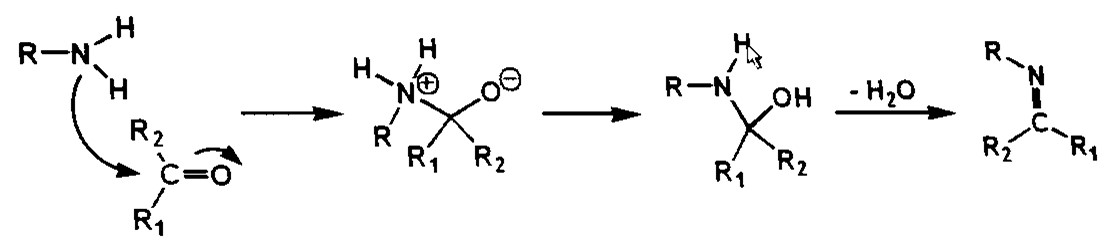 R–N H H
R₂ C=O R₁
H H N⊕ O⊖ R R₁ R₂
H R–N OH R₁ R₂
- H₂O
R N C R₂ R₁